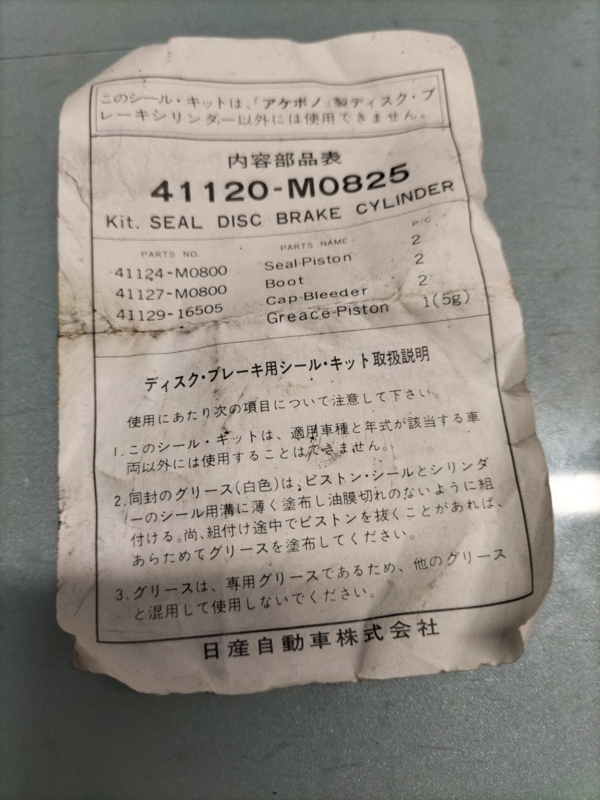 このシール・キットは、『アケボノ』製ディスク・ブ
レーキシリンダー以外には使用できません。
内容部品表
41120-M0825
Kit. SEAL DISC BRAKE CYLINDER
PARTS NO. PARTS NAME P/C
41124-M0800 Seal·Piston 2
41127-M0800 Boot 2
41129-16505 Cap·Bleeder 2
Greace·Piston 1(5g)
ディスク・ブレーキ用シール・キット取扱説明
使用にあたり次の項目について注意して下さい。
1. このシール・キットは、適用車種と年式が該当する車
両以外には使用することはできません。
2. 同封のグリース(白色)は、ピストン・シールとシリンダ
ーのシール用溝に薄く塗布し油膜切れのないように組
付ける。尚、組付け途中でピストンを抜くことがあれば、
あらためてグリースを塗布してください。
3. グリースは、専用グリースであるため、他のグリース
と混用して使用しないでください。
日産自動車株式会社